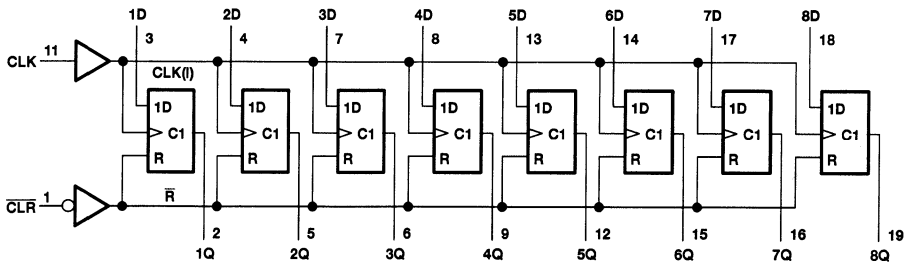 1D 2D 3D 4D 5D 6D 7D 8D
3 4 7 8 13 14 17 18
CLK 11
CLK(I)
1D 1D 1D 1D 1D 1D 1D 1D
C1 C1 C1 C1 C1 C1 C1 C1
R R R R R R R R
C̅L̅R̅ 1
R̅
2 5 6 9 12 15 16 19
1Q 2Q 3Q 4Q 5Q 6Q 7Q 8Q